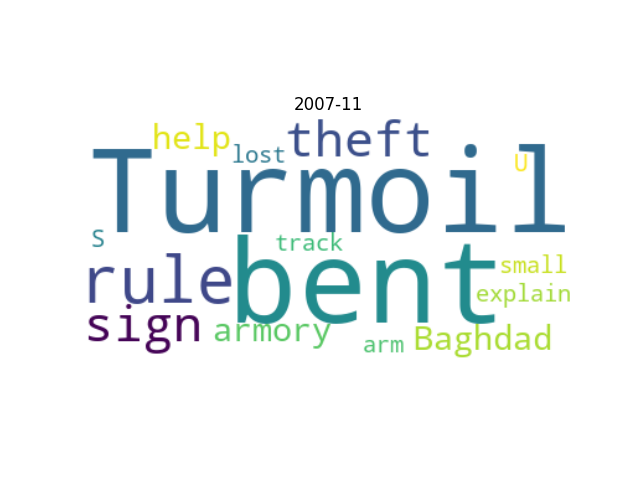 2007-11
help
theft
lost
Turmoil
U
S
track
rule
bent
small
explain
sign
armory
arm
Baghdad